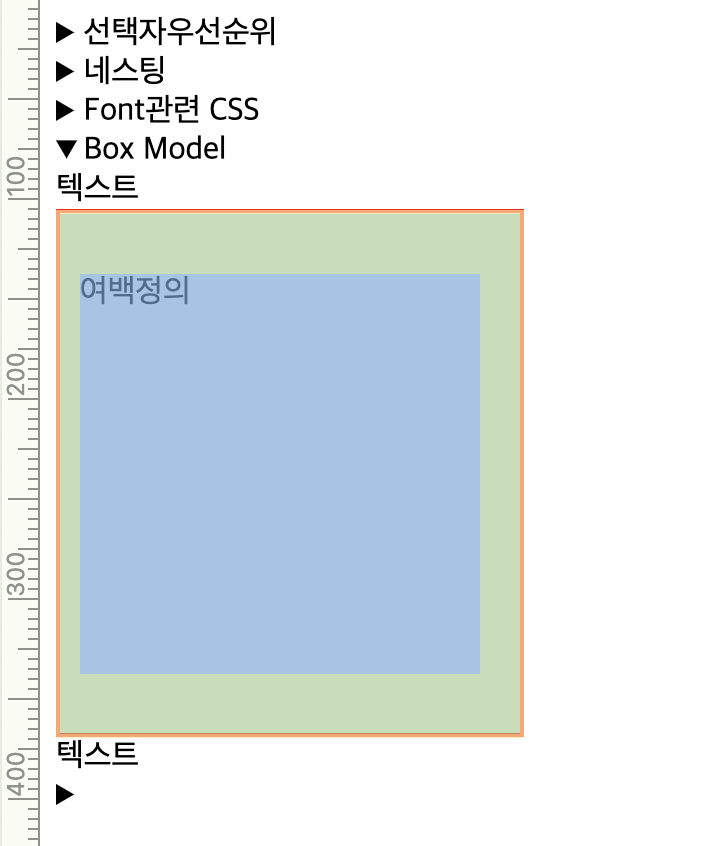 ▶ 선택자우선순위
▶ 네스팅
▶ Font관련 CSS
▼ Box Model
텍스트
여백정의
텍스트
▶
100
200
300
400